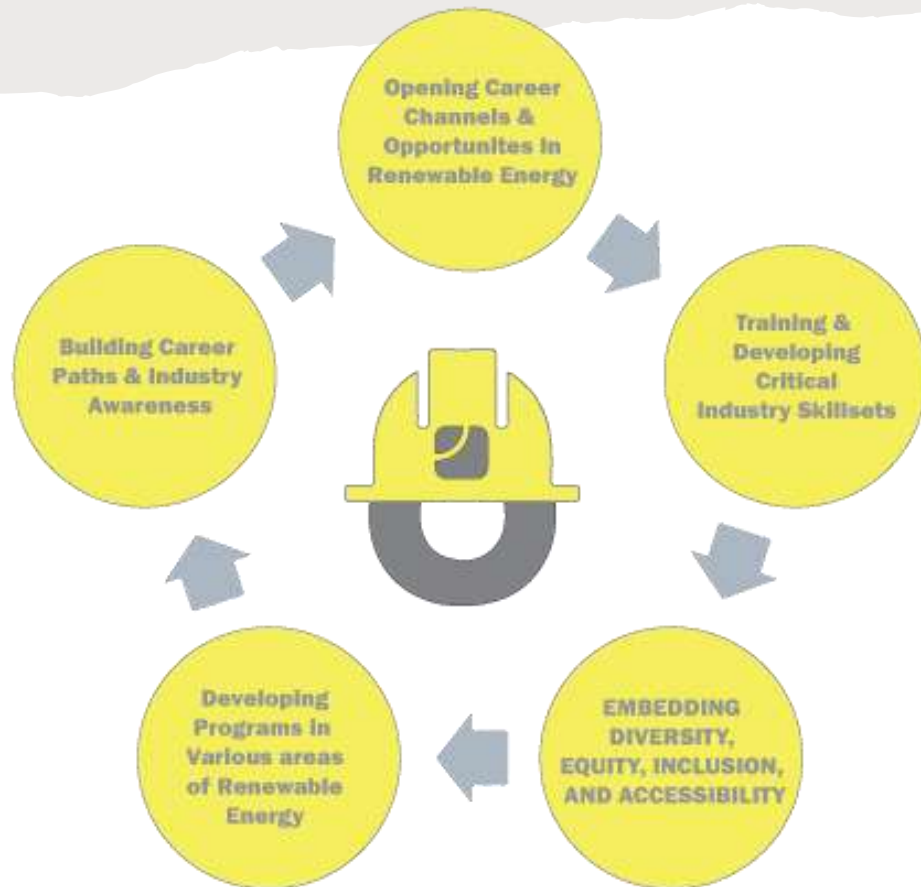 Opening Career
Channels &
Opportunites in
Renewable Energy
Training &
Developing
Critical
Industry Skillsets
EMBEDDING
DIVERSITY,
EQUITY, INCLUSION,
AND ACCESSIBILITY
Developing
Programs in
Various areas
of Renewable
Energy
Building Career
Paths & Industry
Awareness